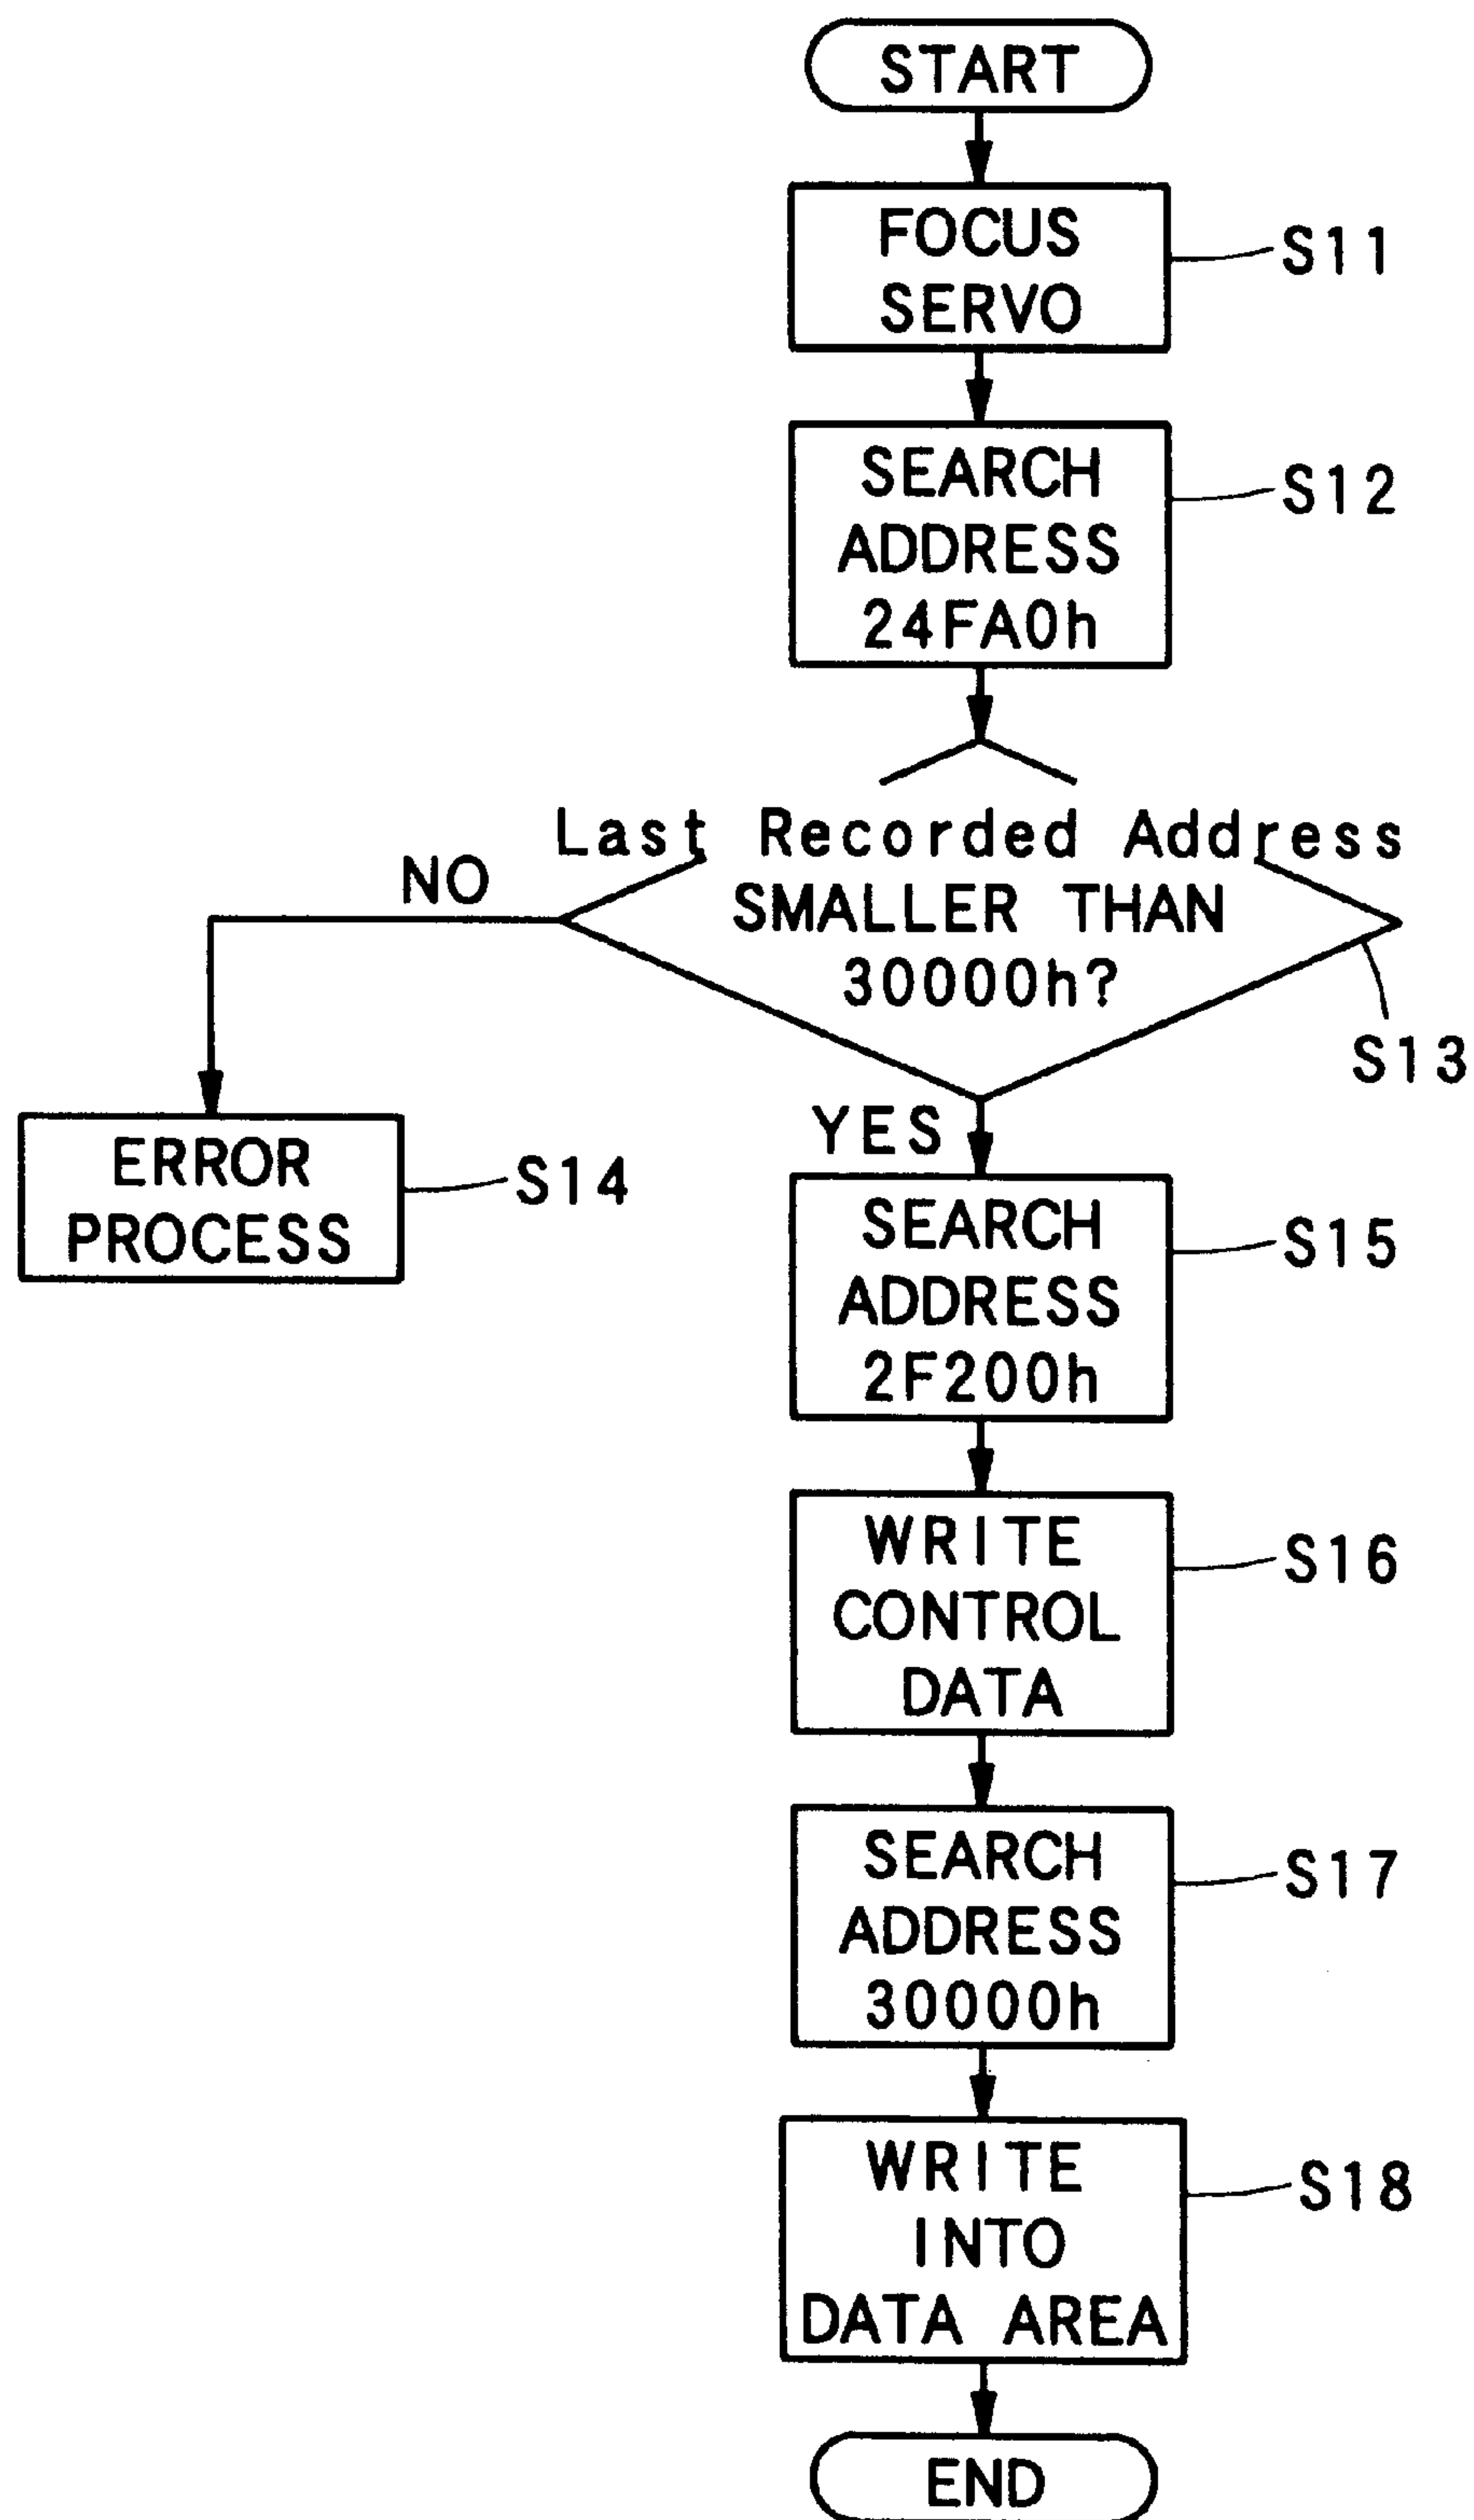 START
FOCUS
SERVO
S11
SEARCH
ADDRESS
24FA0h
S12
Last Recorded Address
SMALLER THAN
30000h?
S13
NO
YES
ERROR
PROCESS
S14
SEARCH
ADDRESS
2F200h
S15
WRITE
CONTROL
DATA
S16
SEARCH
ADDRESS
30000h
S17
WRITE
INTO
DATA AREA
S18
END